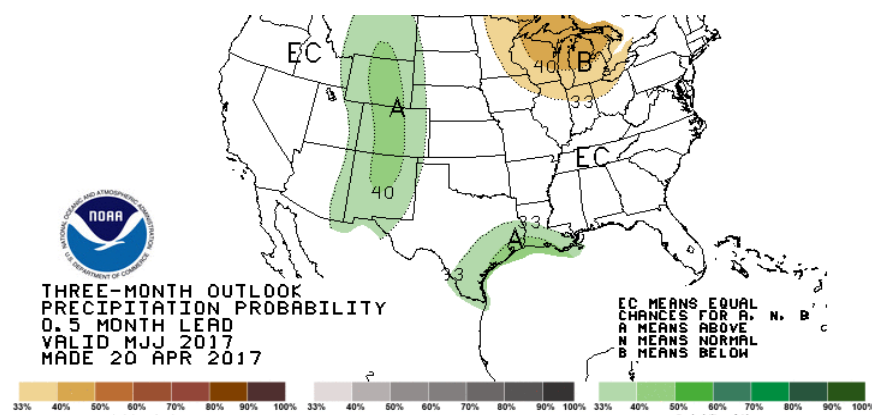 EC
A
40
40
B
33
EC
33
A
33
NATIONAL OCEANIC AND ATMOSPHERIC ADMINISTRATION
NOAA
U.S. DEPARTMENT OF COMMERCE
THREE-MONTH OUTLOOK
PRECIPITATION PROBABILITY
0.5 MONTH LEAD
VALID MJJ 2017
MADE 20 APR 2017
EC MEANS EQUAL
CHANCES FOR A, N, B
A MEANS ABOVE
N MEANS NORMAL
B MEANS BELOW
33% 40% 50% 60% 70% 80% 90% 100% 33% 40% 50% 60% 70% 80% 90% 100% 33% 40% 50% 60% 70% 80% 90% 100%